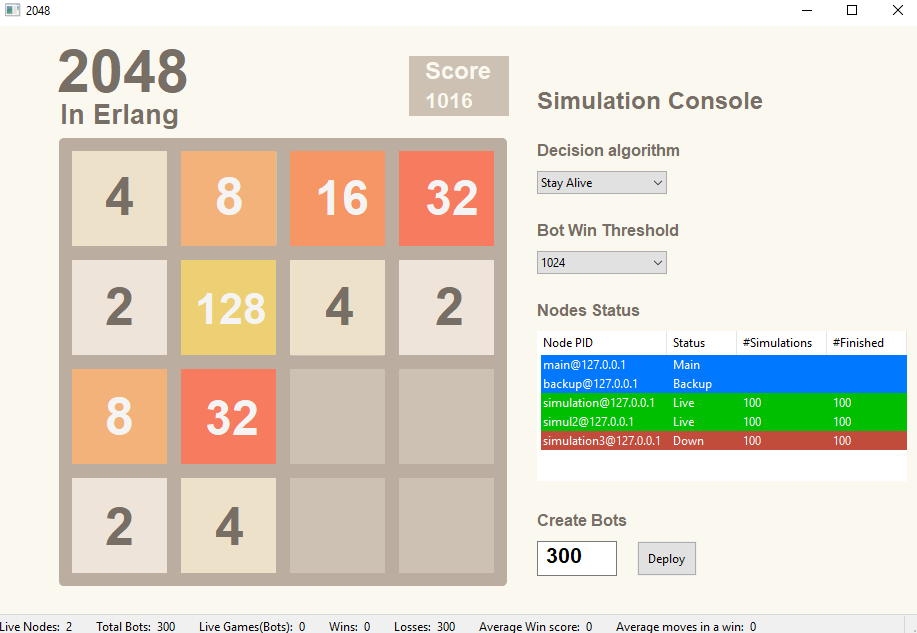 2048
2048
In Erlang
Score
1016
4 8 16 32
2 128 4 2
8 32
2 4
Simulation Console
Decision algorithm
Stay Alive
Bot Win Threshold
1024
Nodes Status
Node PID Status #Simulations #Finished
main@127.0.0.1 Main
backup@127.0.0.1 Backup
simulation@127.0.0.1 Live 100 100
simul2@127.0.0.1 Live 100 100
simulation3@127.0.0.1 Down 100 100
Create Bots
300 Deploy
Live Nodes: 2 Total Bots: 300 Live Games(Bots): 0 Wins: 0 Losses: 300 Average Win score: 0 Average moves in a win: 0